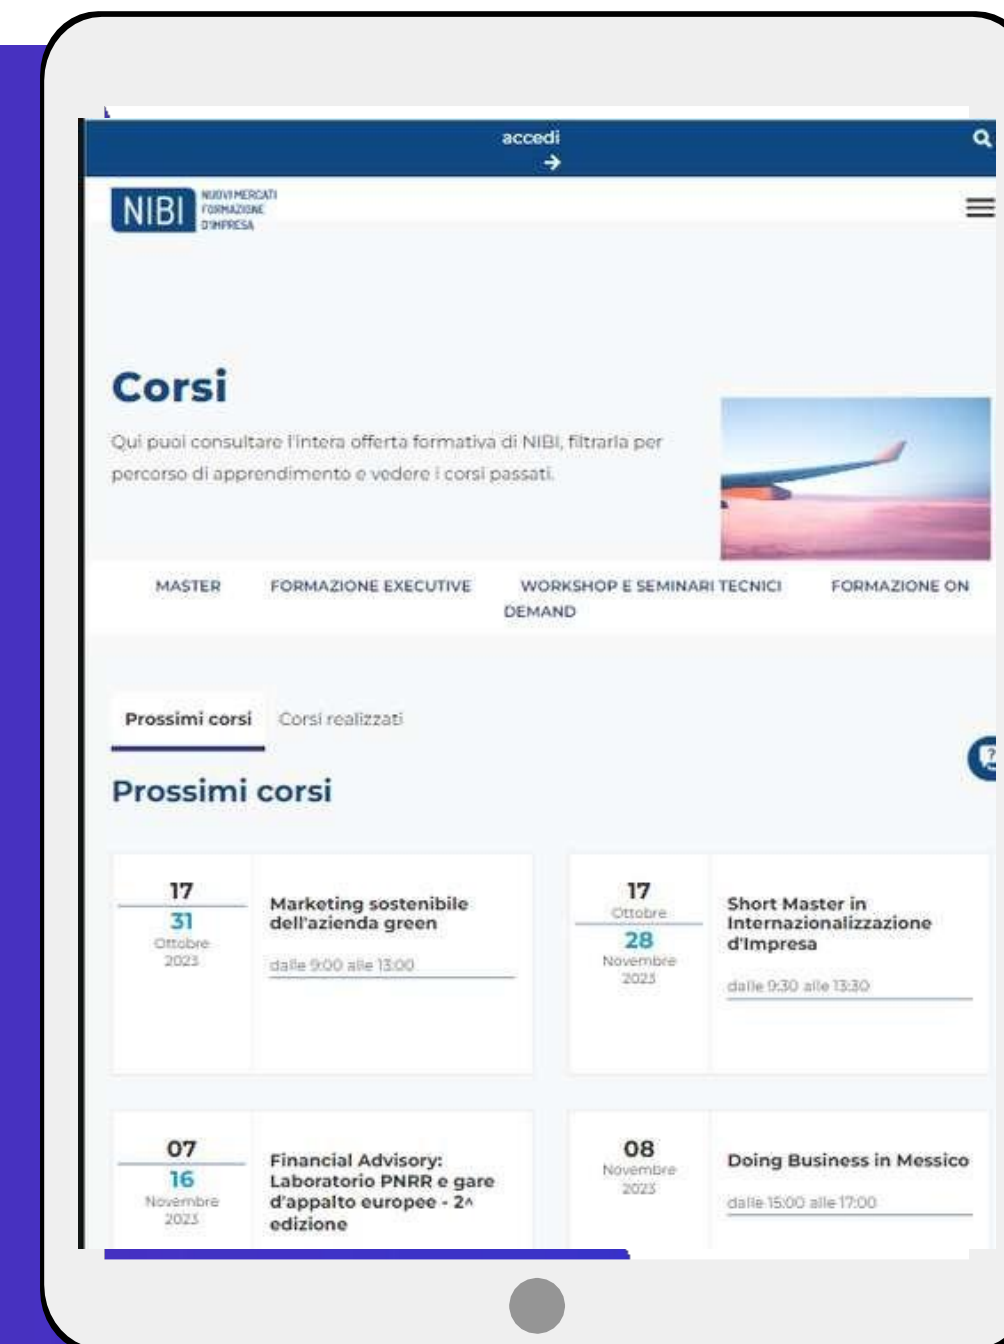 accedi
NIBI
NUOVI MERCATI
FORMAZIONE
D'IMPRESA
Corsi
Qui puoi consultare l'intera offerta formativa di NIBI, filtrarla per
percorso di apprendimento e vedere i corsi passati.
MASTER FORMAZIONE EXECUTIVE WORKSHOP E SEMINARI TECNICI FORMAZIONE ON
DEMAND
Prossimi corsi Corsi realizzati
?
Prossimi corsi
17
31
Ottobre
2023
Marketing sostenibile
dell'azienda green
dalle 9:00 alle 13:00
17
Ottobre
28
Novembre
2023
Short Master in
Internazionalizzazione
d'Impresa
dalle 9:30 alle 13:30
07
16
Novembre
2023
Financial Advisory:
Laboratorio PNRR e gare
d'appalto europee - 2^
edizione
08
Novembre
2023
Doing Business in Messico
dalle 15:00 alle 17:00